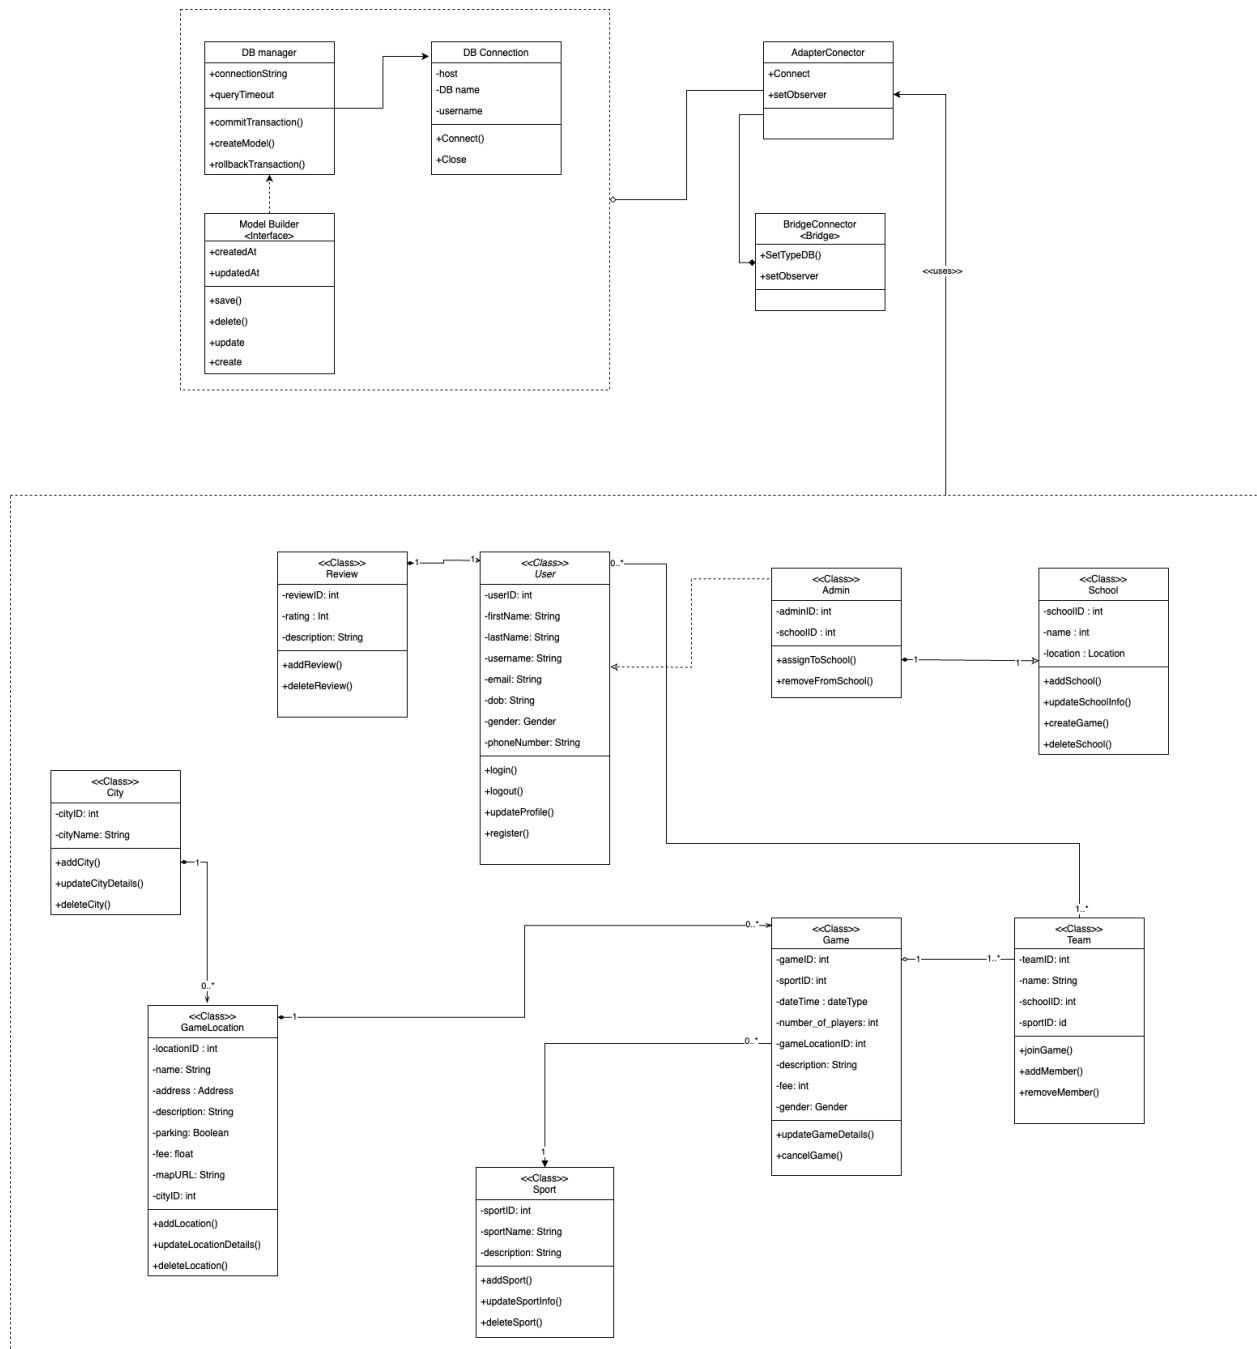 DB manager
+connectionString
+queryTimeout
+commitTransaction()
+createModel()
+rollbackTransaction()
DB Connection
-host
-DB name
-username
+Connect()
+Close
AdapterConector
+Connect
+setObserver
Model Builder
<Interface>
+createdAt
+updatedAt
+save()
+delete()
+update
+create
BridgeConnector
<Bridge>
+SetTypeDB()
+setObserver
<<uses>>
<<Class>>
Review
-reviewID: int
-rating : Int
-description: String
+addReview()
+deleteReview()
1
1
<<Class>>
User
-userID: int
-firstName: String
-lastName: String
-username: String
-email: String
-dob: String
-gender: Gender
-phoneNumber: String
+login()
+logout()
+updateProfile()
+register()
0..*
<<Class>>
Admin
-adminID: int
-schoolID : int
+assignToSchool()
+removeFromSchool()
1
1
<<Class>>
School
-schoolID : int
-name : int
-location : Location
+addSchool()
+updateSchoolInfo()
+createGame()
+deleteSchool()
<<Class>>
City
-cityID: int
-cityName: String
+addCity()
+updateCityDetails()
+deleteCity()
1
0..*
1..*
<<Class>>
GameLocation
-locationID : int
-name: String
-address : Address
-description: String
-parking: Boolean
-fee: float
-mapURL: String
-cityID: int
+addLocation()
+updateLocationDetails()
+deleteLocation()
1
0..*
<<Class>>
Game
-gameID: int
-sportID: int
-dateTime : dateType
-number_of_players: int
-gameLocationID: int
-description: String
-fee: int
-gender: Gender
+updateGameDetails()
+cancelGame()
1
1..*
<<Class>>
Team
-teamID: int
-name: String
-schoolID: int
-sportID: id
+joinGame()
+addMember()
+removeMember()
0..*
1
<<Class>>
Sport
-sportID: int
-sportName: String
-description: String
+addSport()
+updateSportInfo()
+deleteSport()